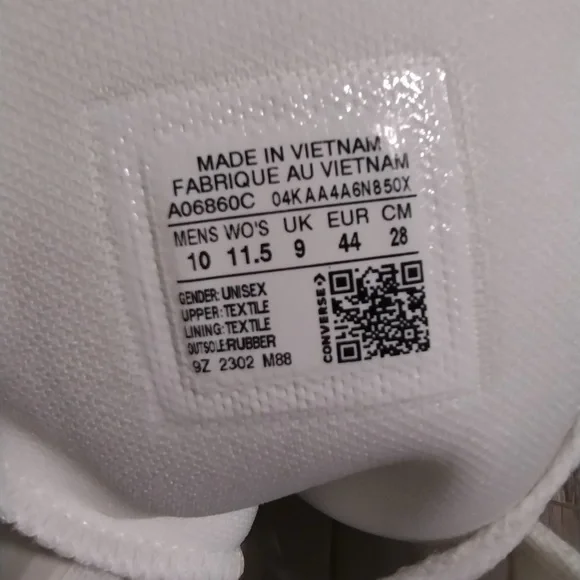 MADE IN VIETNAM
FABRIQUE AU VIETNAM
A06860C 04KAA4A6N850X
MENS WO'S UK EUR CM
10 11.5 9 44 28
GENDER: UNISEX
UPPER: TEXTILE
LINING: TEXTILE
OUTSOLE: RUBBER
9Z 2302 M88
CONVERSE